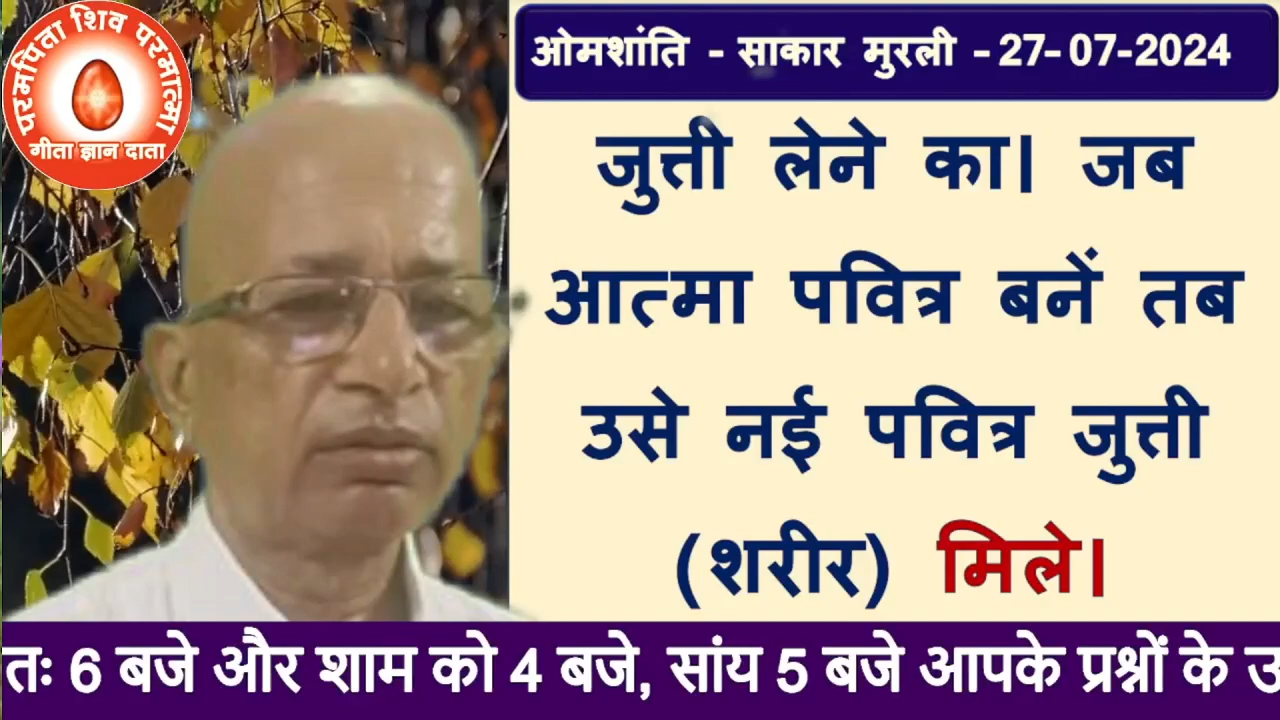 परमपिता शिव परमात्मा
गीता ज्ञान दाता
ओमशांति - साकार मुरली - 27- 07-2024
जुत्ती लेने का। जब
आत्मा पवित्र बनें तब
उसे नई पवित्र जुत्ती
(शरीर) मिले।
तः 6 बजे और शाम को 4 बजे, सांय 5 बजे आपके प्रश्नों के उ